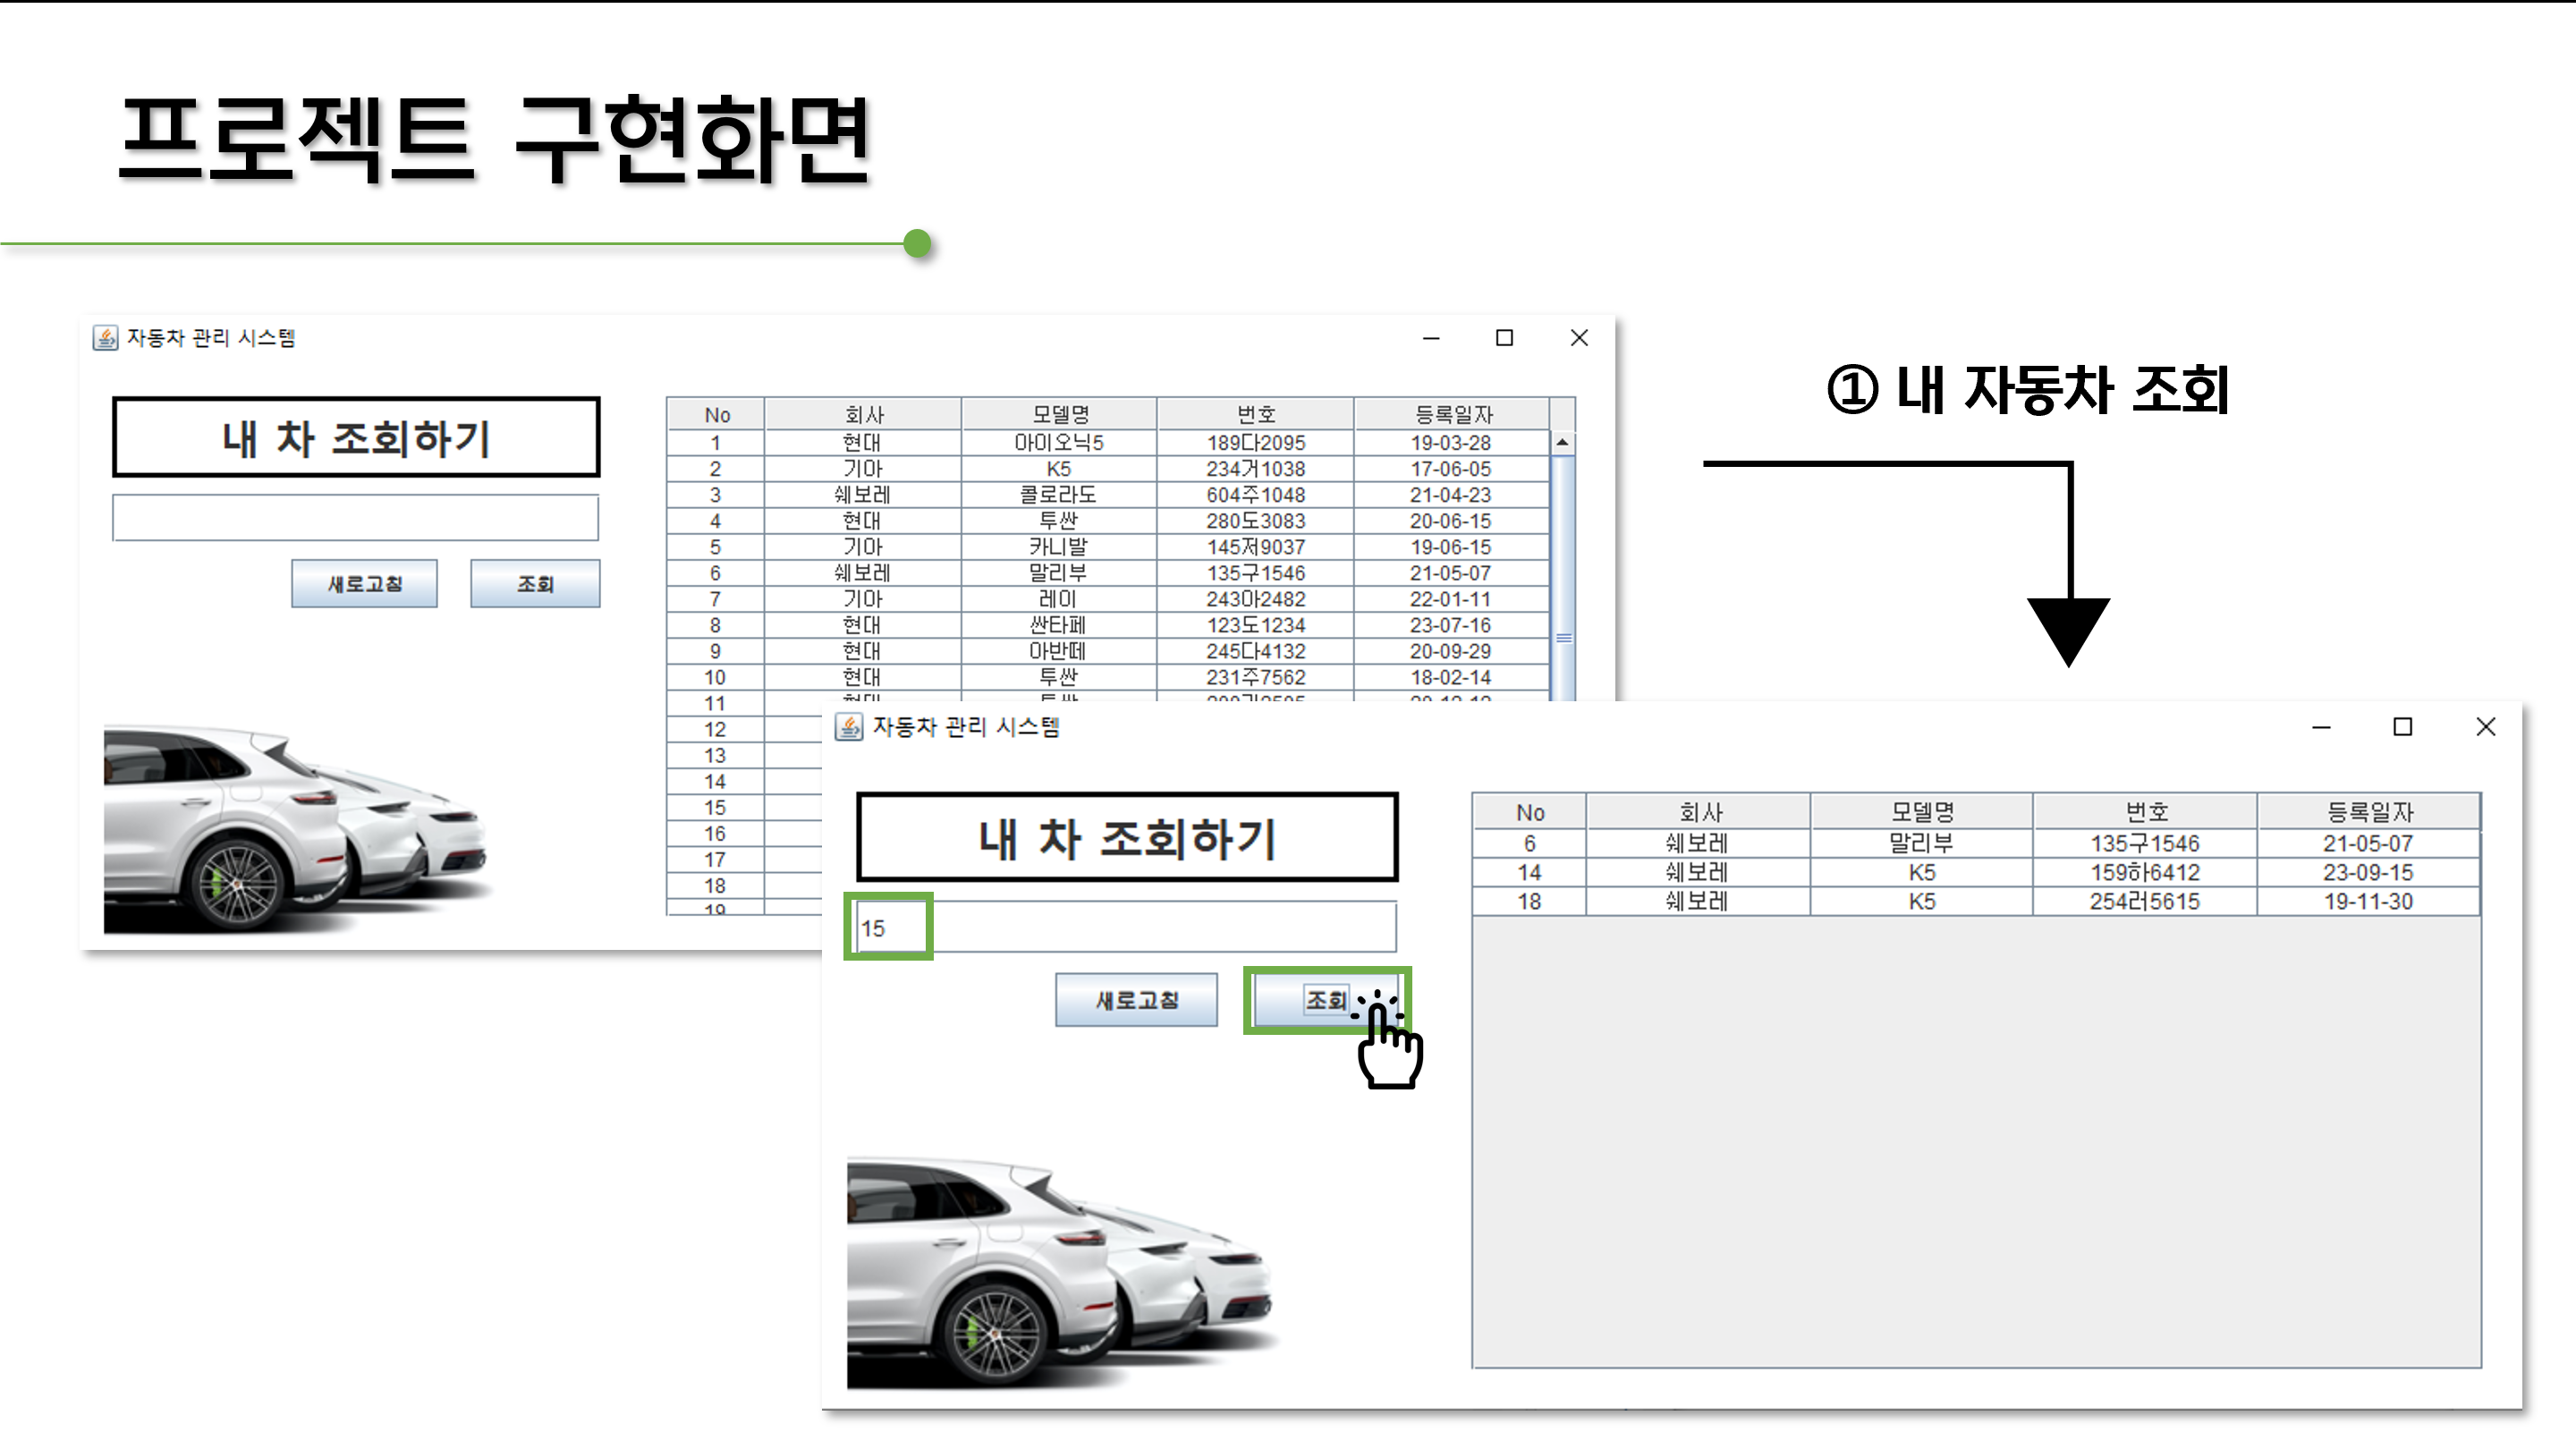 프로젝트 구현화면
자동차 관리 시스템
내 차 조회하기
새로고침 조회
No 회사 모델명 번호 등록일자
1 현대 아이오닉5 189다2095 19-03-28
2 기아 K5 234거1038 17-06-05
3 쉐보레 콜로라도 604주1048 21-04-23
4 현대 투싼 280도3083 20-06-15
5 기아 카니발 145저9037 19-06-15
6 쉐보레 말리부 135구1546 21-05-07
7 기아 레이 243아2482 22-01-11
8 현대 싼타페 123도1234 23-07-16
9 현대 아반떼 245다4132 20-09-29
10 현대 투싼 231주7562 18-02-14
11
12
13
14
15
16
17
18
19
① 내 자동차 조회
자동차 관리 시스템
내 차 조회하기
15
새로고침 조회
No 회사 모델명 번호 등록일자
6 쉐보레 말리부 135구1546 21-05-07
14 쉐보레 K5 159하6412 23-09-15
18 쉐보레 K5 254러5615 19-11-30